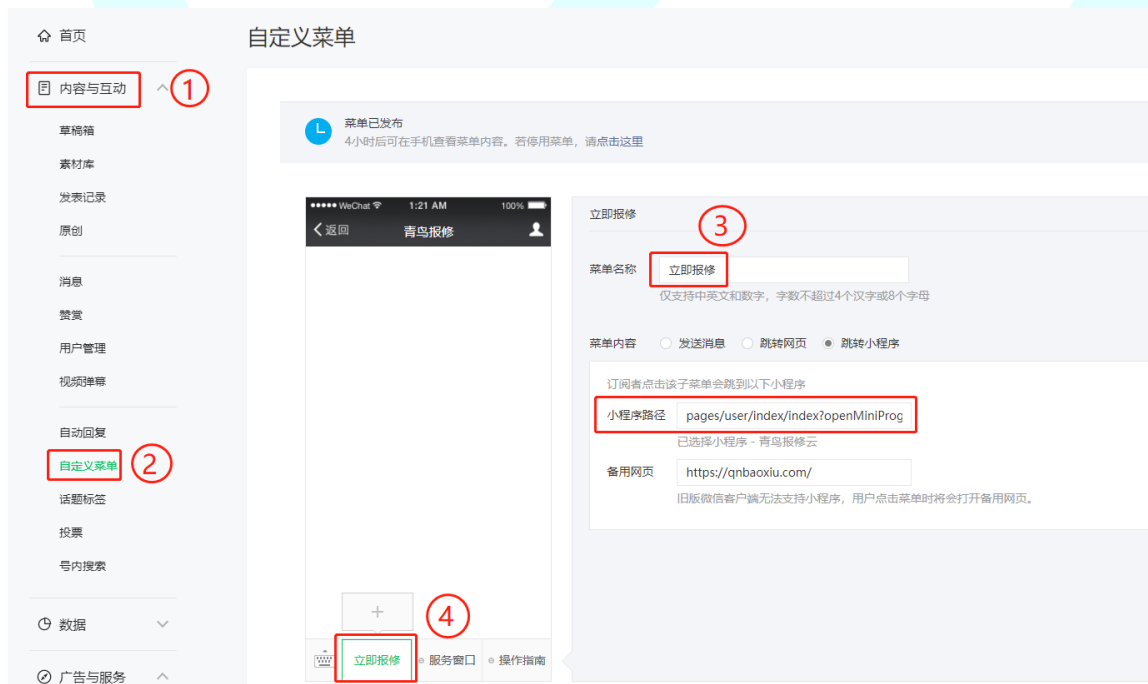 首页
自定义菜单
内容与互动
①
草稿箱
素材库
发表记录
原创
消息
赞赏
用户管理
视频弹幕
自动回复
自定义菜单
②
话题标签
投票
号内搜索
数据
广告与服务
菜单已发布
4小时后可在手机查看菜单内容。若停用菜单，请点击这里
WeChat 1:21 AM 100%
返回 青鸟报修
+
④
立即报修 服务窗口 操作指南
立即报修
③
菜单名称 立即报修
仅支持中英文和数字，字数不超过4个汉字或8个字母
菜单内容 发送消息 跳转网页 跳转小程序
订阅者点击该子菜单会跳到以下小程序
小程序路径 pages/user/index/index?openMiniProg
已选择小程序 - 青鸟报修云
备用网页 https://qnbaoxiu.com/
旧版微信客户端无法支持小程序，用户点击菜单时将会打开备用网页。